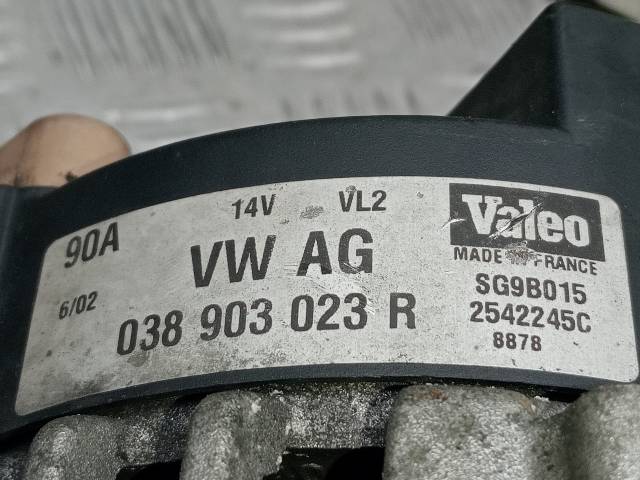 90A 14V VL2
VW AG
6/02
038 903 023 R
Valeo
MADE IN FRANCE
SG9B015
2542245C
8878